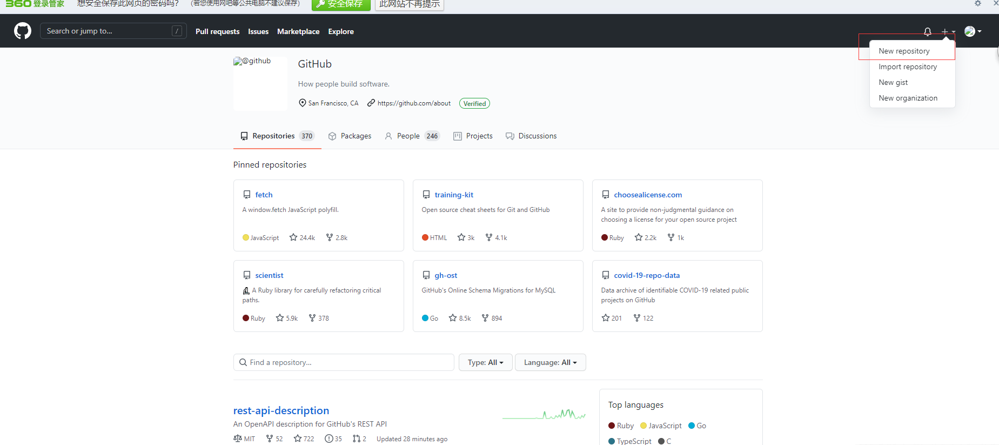 360 登录管家 想安全保存此网页的密码吗? (若您使用网吧等公共电脑不建议保存) 安全保存 此网站不再提示
Search or jump to... / Pull requests Issues Marketplace Explore
New repository
Import repository
New gist
New organization
@github
GitHub
How people build software.
San Francisco, CA https://github.com/about Verified
Repositories 370 Packages People 246 Projects Discussions
Pinned repositories
fetch
A window.fetch JavaScript polyfill.
JavaScript 24.4k 2.8k
training-kit
Open source cheat sheets for Git and GitHub
HTML 3k 4.1k
choosealicense.com
A site to provide non-judgmental guidance on
choosing a license for your open source project
Ruby 2.2k 1k
scientist
A Ruby library for carefully refactoring critical
paths.
Ruby 5.9k 378
gh-ost
GitHub's Online Schema Migrations for MySQL
Go 8.5k 894
covid-19-repo-data
Data archive of identifiable COVID-19 related public
projects on GitHub
201 122
Find a repository... Type: All Language: All
rest-api-description
An OpenAPI description for GitHub's REST API
MIT 52 722 35 2 Updated 28 minutes ago
Top languages
Ruby JavaScript Go
TypeScript C